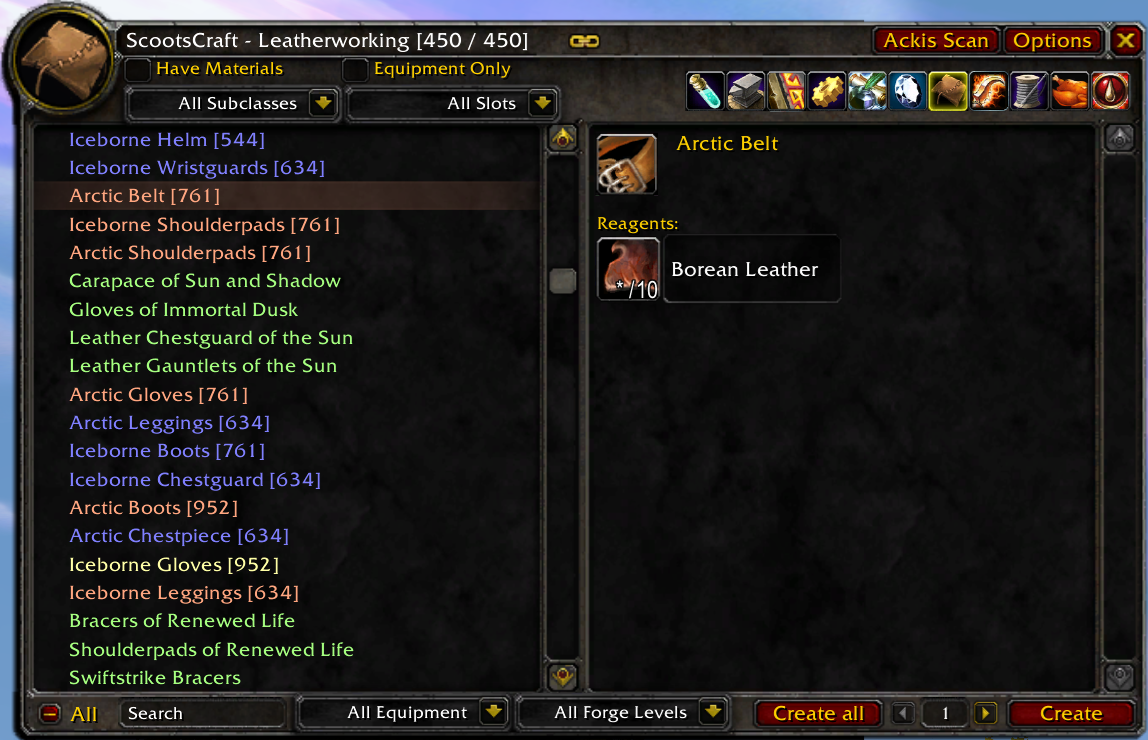 ScootsCraft - Leatherworking [450 / 450]
Ackis Scan
Options
Have Materials
Equipment Only
All Subclasses
All Slots
Iceborne Helm [544]
Iceborne Wristguards [634]
Arctic Belt [761]
Iceborne Shoulderpads [761]
Arctic Shoulderpads [761]
Carapace of Sun and Shadow
Gloves of Immortal Dusk
Leather Chestguard of the Sun
Leather Gauntlets of the Sun
Arctic Gloves [761]
Arctic Leggings [634]
Iceborne Boots [761]
Iceborne Chestguard [634]
Arctic Boots [952]
Arctic Chestpiece [634]
Iceborne Gloves [952]
Iceborne Leggings [634]
Bracers of Renewed Life
Shoulderpads of Renewed Life
Swiftstrike Bracers
Arctic Belt
Reagents:
Borean Leather
*/10
All
Search
All Equipment
All Forge Levels
Create all
1
Create